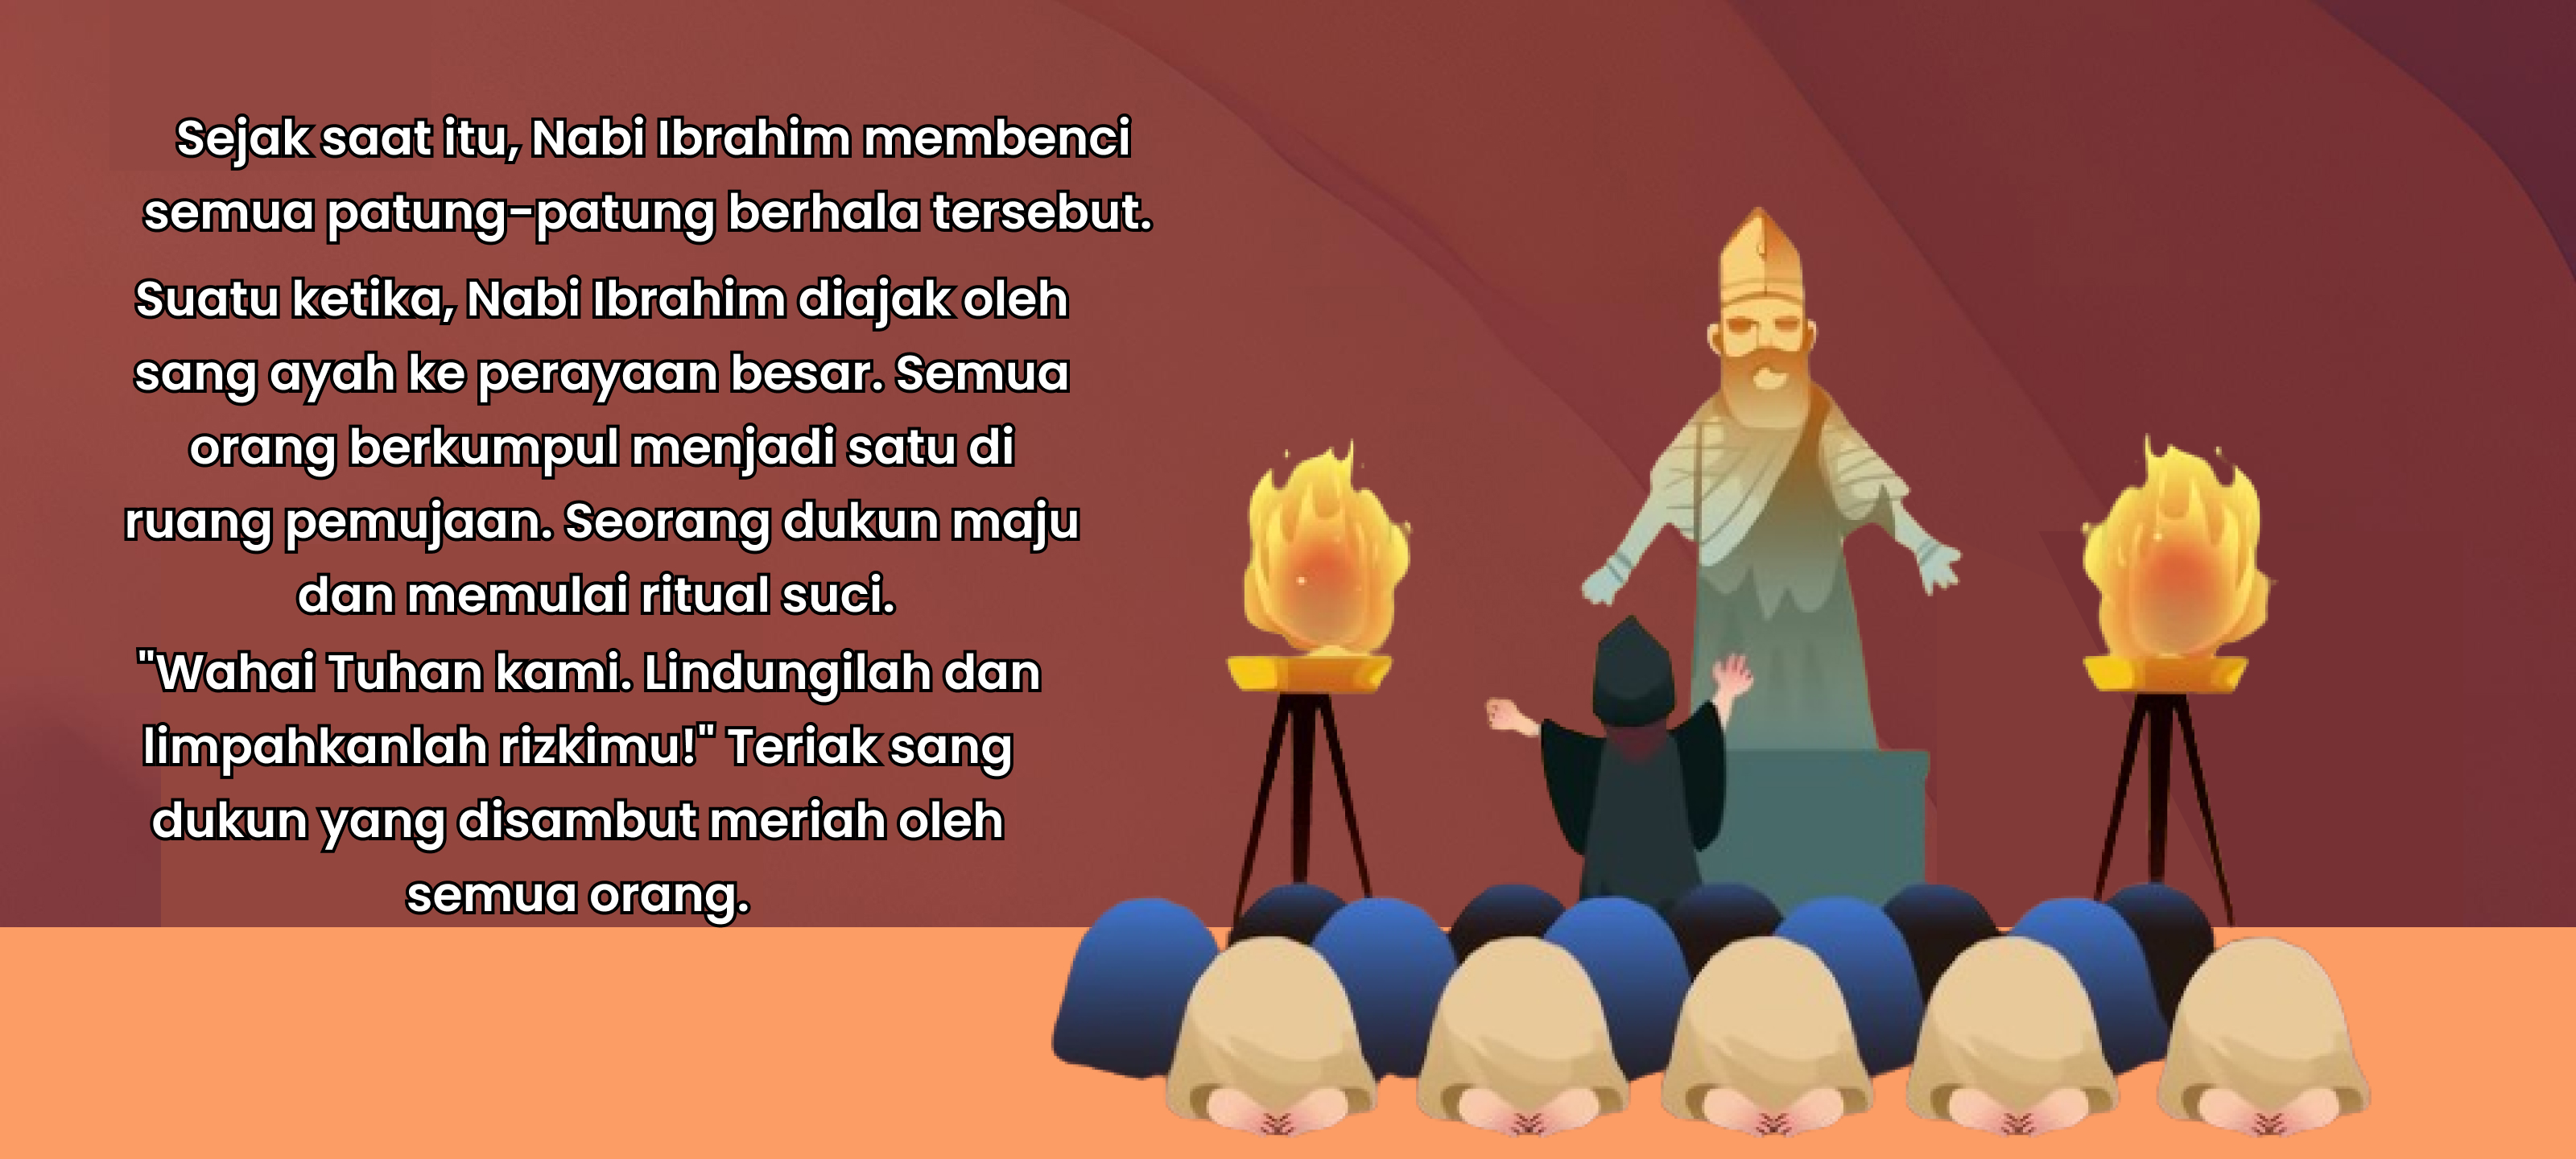 Sejak saat itu, Nabi Ibrahim membenci
semua patung-patung berhala tersebut.
Suatu ketika, Nabi Ibrahim diajak oleh
sang ayah ke perayaan besar. Semua
orang berkumpul menjadi satu di
ruang pemujaan. Seorang dukun maju
dan memulai ritual suci.
"Wahai Tuhan kami. Lindungilah dan
limpahkanlah rizkimu!" Teriak sang
dukun yang disambut meriah oleh
semua orang.